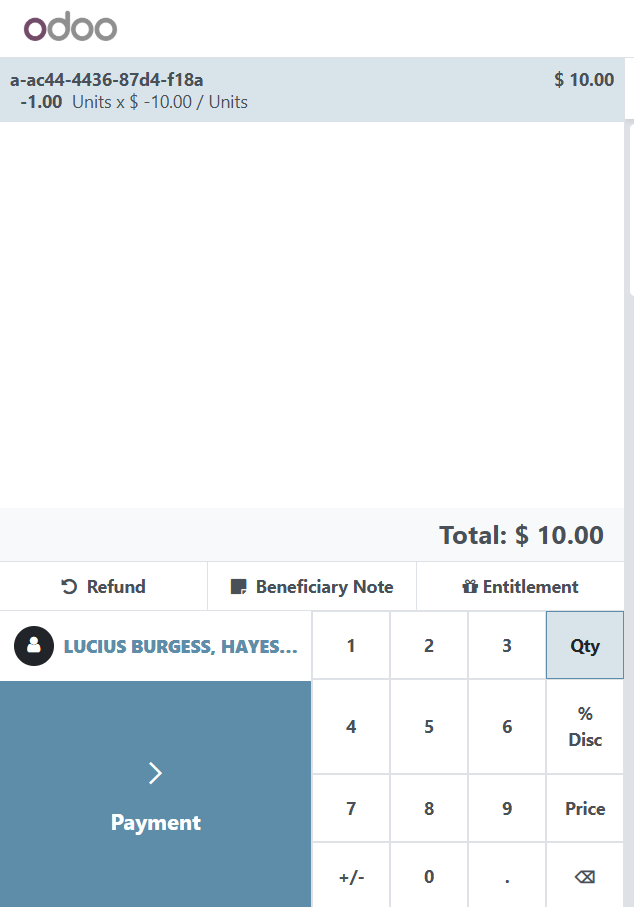 odoo
a-ac44-4436-87d4-f18a $ 10.00
-1.00 Units x $ -10.00 / Units
Total: $ 10.00
Refund Beneficiary Note Entitlement
LUCIUS BURGESS, HAYES... 1 2 3 Qty
4 5 6 % Disc
Payment
7 8 9 Price
+/- 0 . ⌫